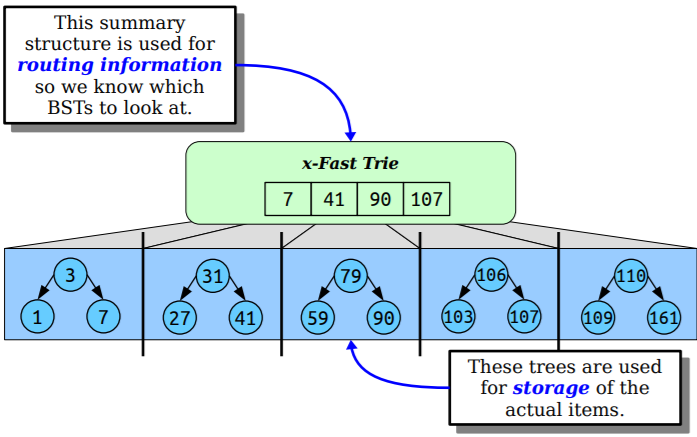 This summary
structure is used for
routing information
so we know which
BSTs to look at.
x-Fast Trie
7 41 90 107
3 31 79 106 110
1 7 27 41 59 90 103 107 109 161
These trees are used
for storage of the
actual items.